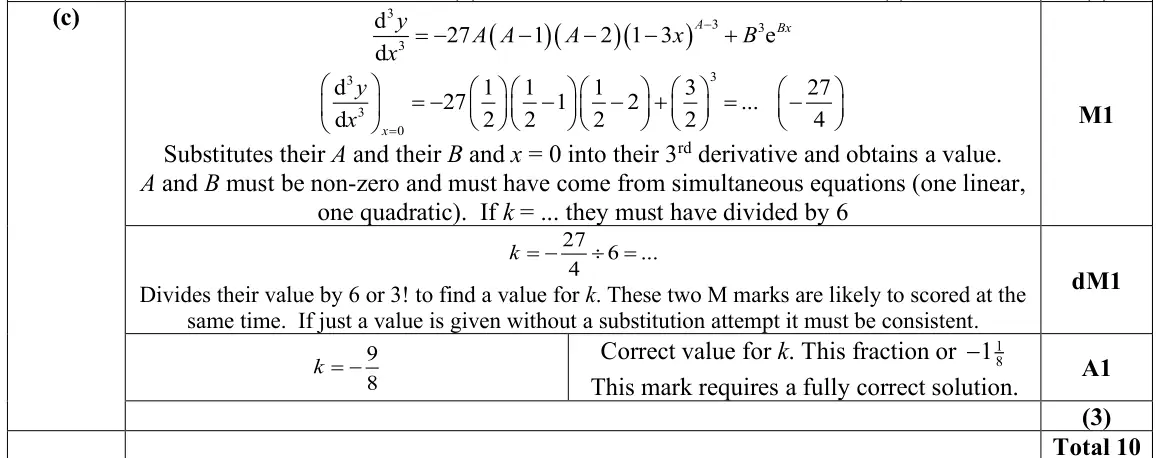 (c)
d³y/dx³ = −27A(A−1)(A−2)(1−3x)^(A−3) + B³e^(Bx)
(d³y/dx³)ₓ₌₀ = −27(1/2)(1/2 −1)(1/2 −2) + (3/2)³ = ... (−27/4)
M1
Substitutes their A and their B and x = 0 into their 3rd derivative and obtains a value.
A and B must be non-zero and must have come from simultaneous equations (one linear,
one quadratic). If k = ... they must have divided by 6
k = −27/4 ÷ 6 = ...
dM1
Divides their value by 6 or 3! to find a value for k. These two M marks are likely to scored at the
same time. If just a value is given without a substitution attempt it must be consistent.
k = −9/8
Correct value for k. This fraction or −1 1/8
This mark requires a fully correct solution.
A1
(3)
Total 10